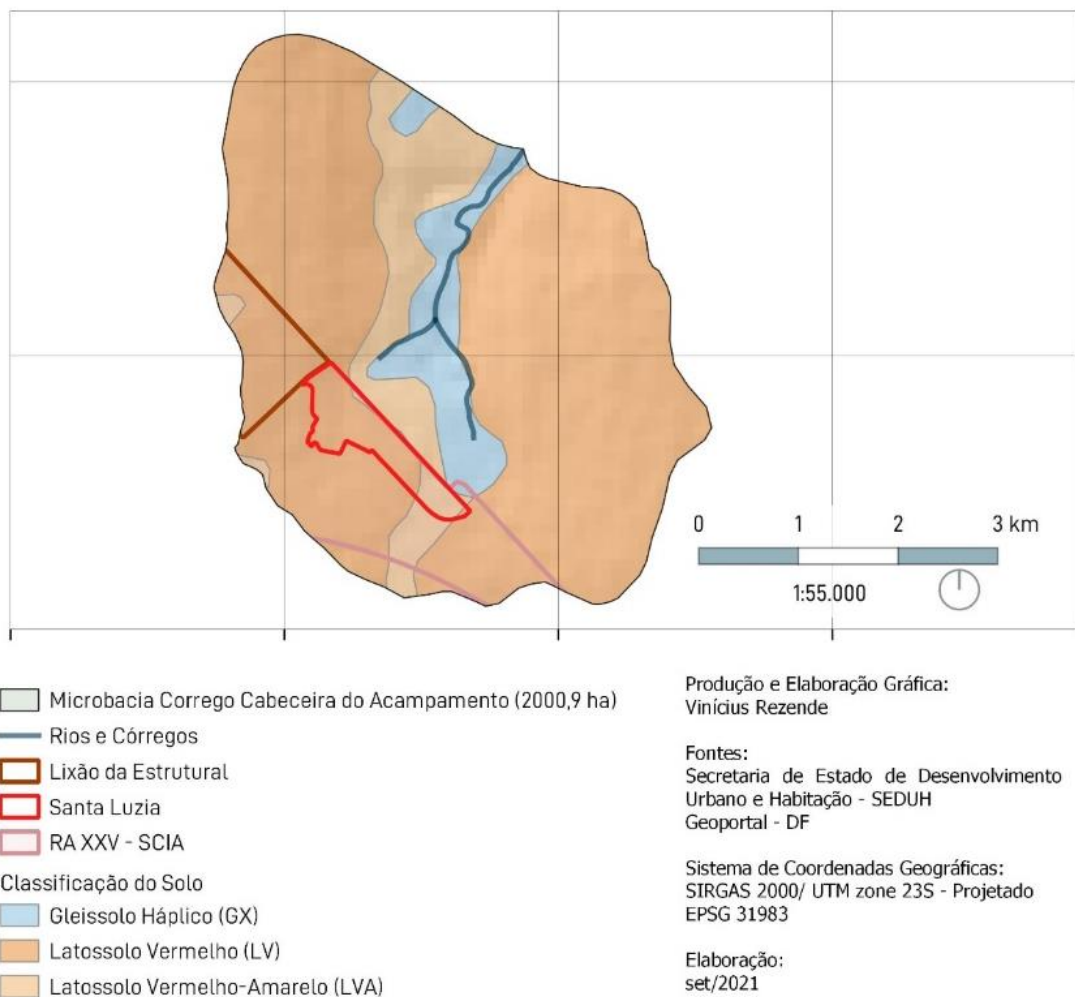 0 1 2 3 km
1:55.000
Microbacia Corrego Cabeceira do Acampamento (2000,9 ha)
Rios e Córregos
Lixão da Estrutural
Santa Luzia
RA XXV - SCIA
Classificação do Solo
Gleissolo Háplico (GX)
Latossolo Vermelho (LV)
Latossolo Vermelho-Amarelo (LVA)
Produção e Elaboração Gráfica:
Vinícius Rezende
Fontes:
Secretaria de Estado de Desenvolvimento
Urbano e Habitação - SEDUH
Geoportal - DF
Sistema de Coordenadas Geográficas:
SIRGAS 2000/ UTM zone 23S - Projetado
EPSG 31983
Elaboração:
set/2021